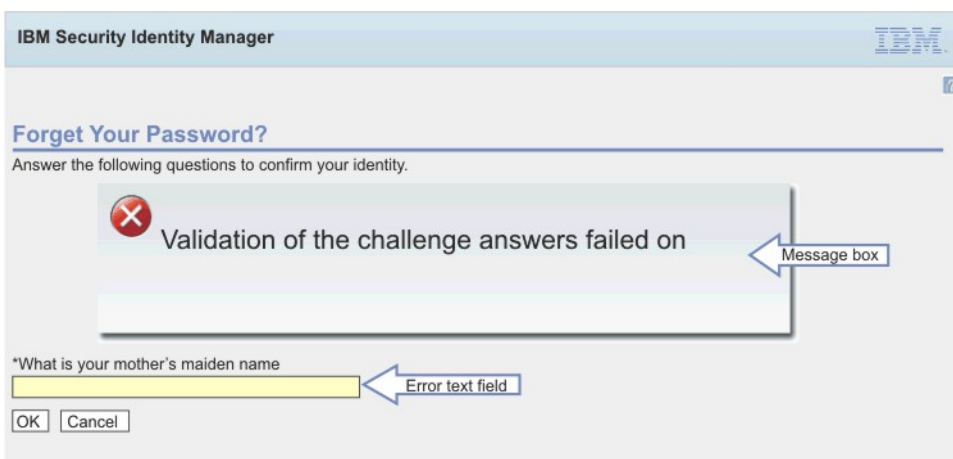 IBM Security Identity Manager
IBM.
Forget Your Password?
Answer the following questions to confirm your identity.
Validation of the challenge answers failed on
Message box
*What is your mother's maiden name
Error text field
OK Cancel